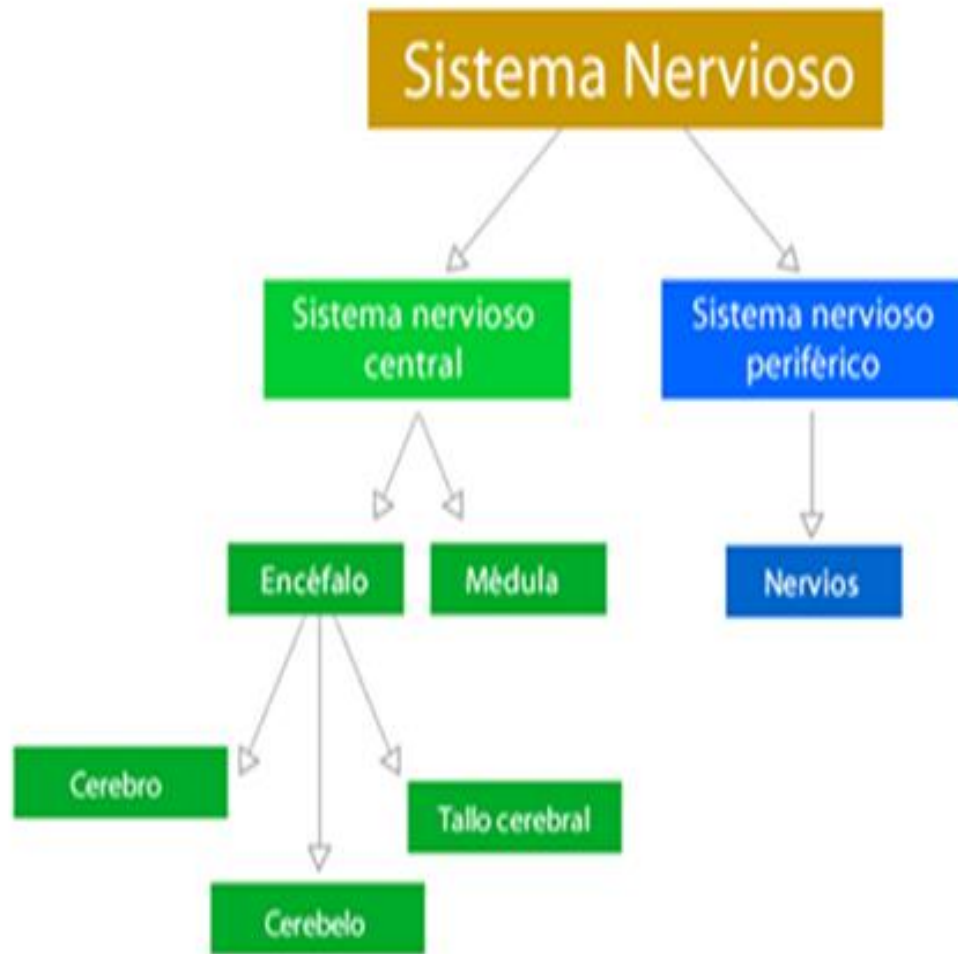 Sistema Nervioso
Sistema nervioso
central
Sistema nervioso
periférico
Encéfalo
Médula
Nervios
Cerebro
Tallo cerebral
Cerebelo